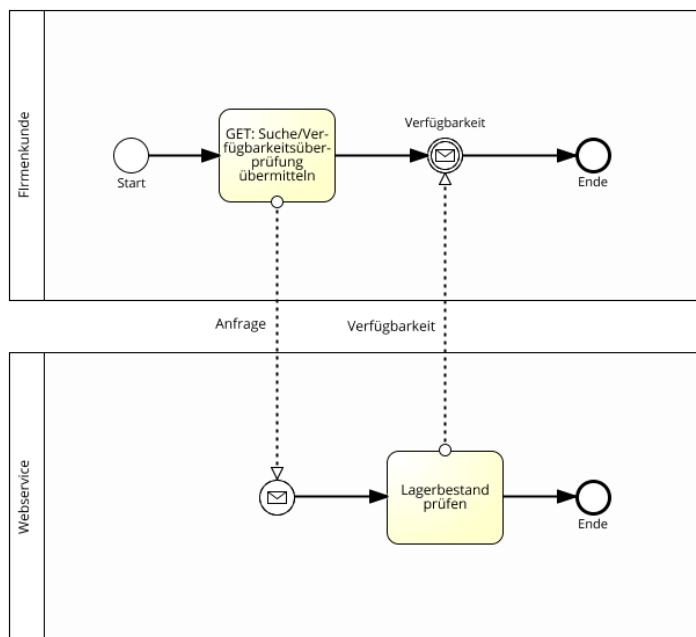 FIrmenkunde
Start
GET: Suche/Ver-
fügbarkeitsüber-
prüfung
übermitteln
Verfügbarkeit
Ende
Anfrage
Verfügbarkeit
Webservice
Lagerbestand
prüfen
Ende